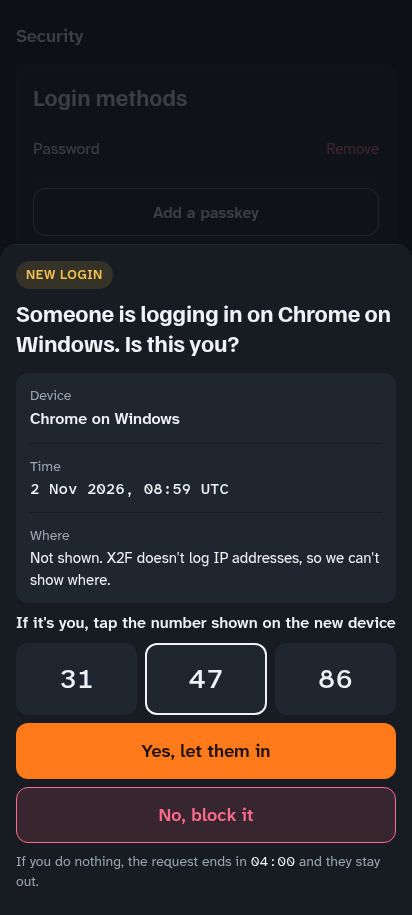 Security
Login methods
Password
Remove
Add a passkey
NEW LOGIN
Someone is logging in on Chrome on
Windows. Is this you?
Device
Chrome on Windows
Time
2 Nov 2026, 08:59 UTC
Where
Not shown. X2F doesn't log IP addresses, so we can't
show where.
If it's you, tap the number shown on the new device
31
47
86
Yes, let them in
No, block it
If you do nothing, the request ends in 04:00 and they stay
out.